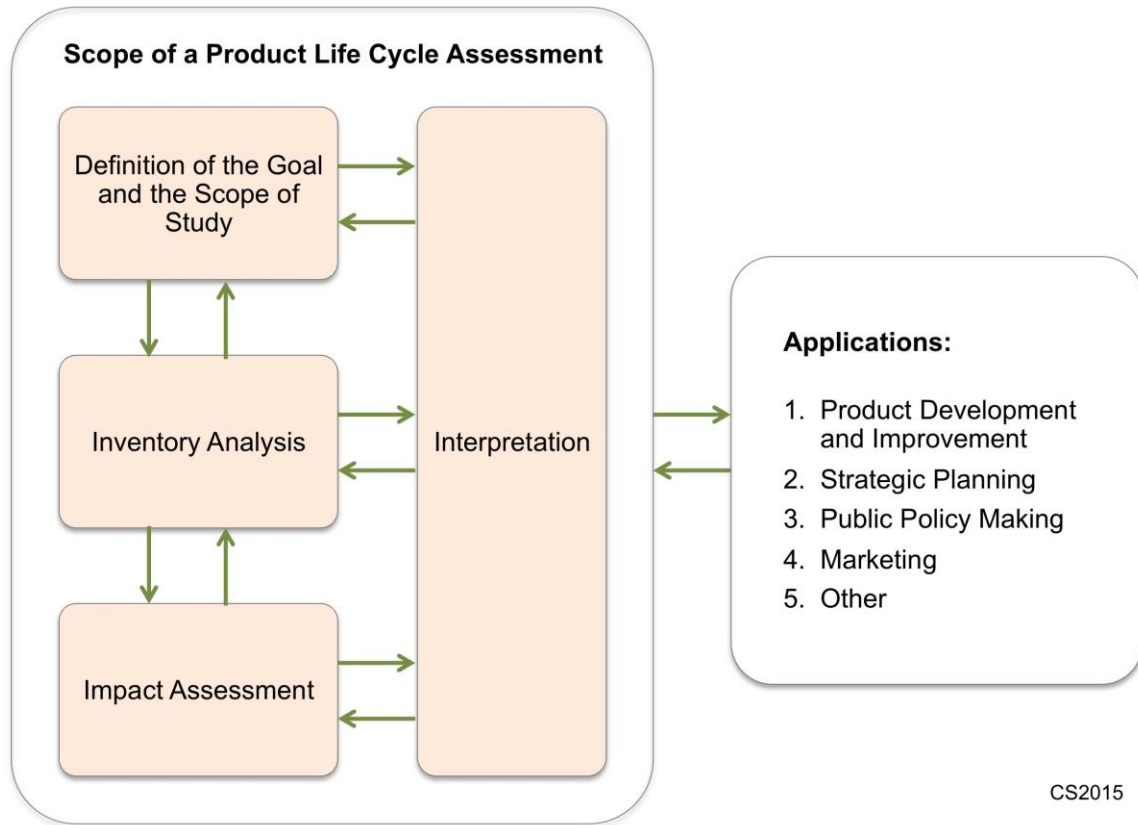 Scope of a Product Life Cycle Assessment
Definition of the Goal
and the Scope of
Study
Inventory Analysis
Impact Assessment
Interpretation
Applications:
1. Product Development
and Improvement
2. Strategic Planning
3. Public Policy Making
4. Marketing
5. Other
CS2015